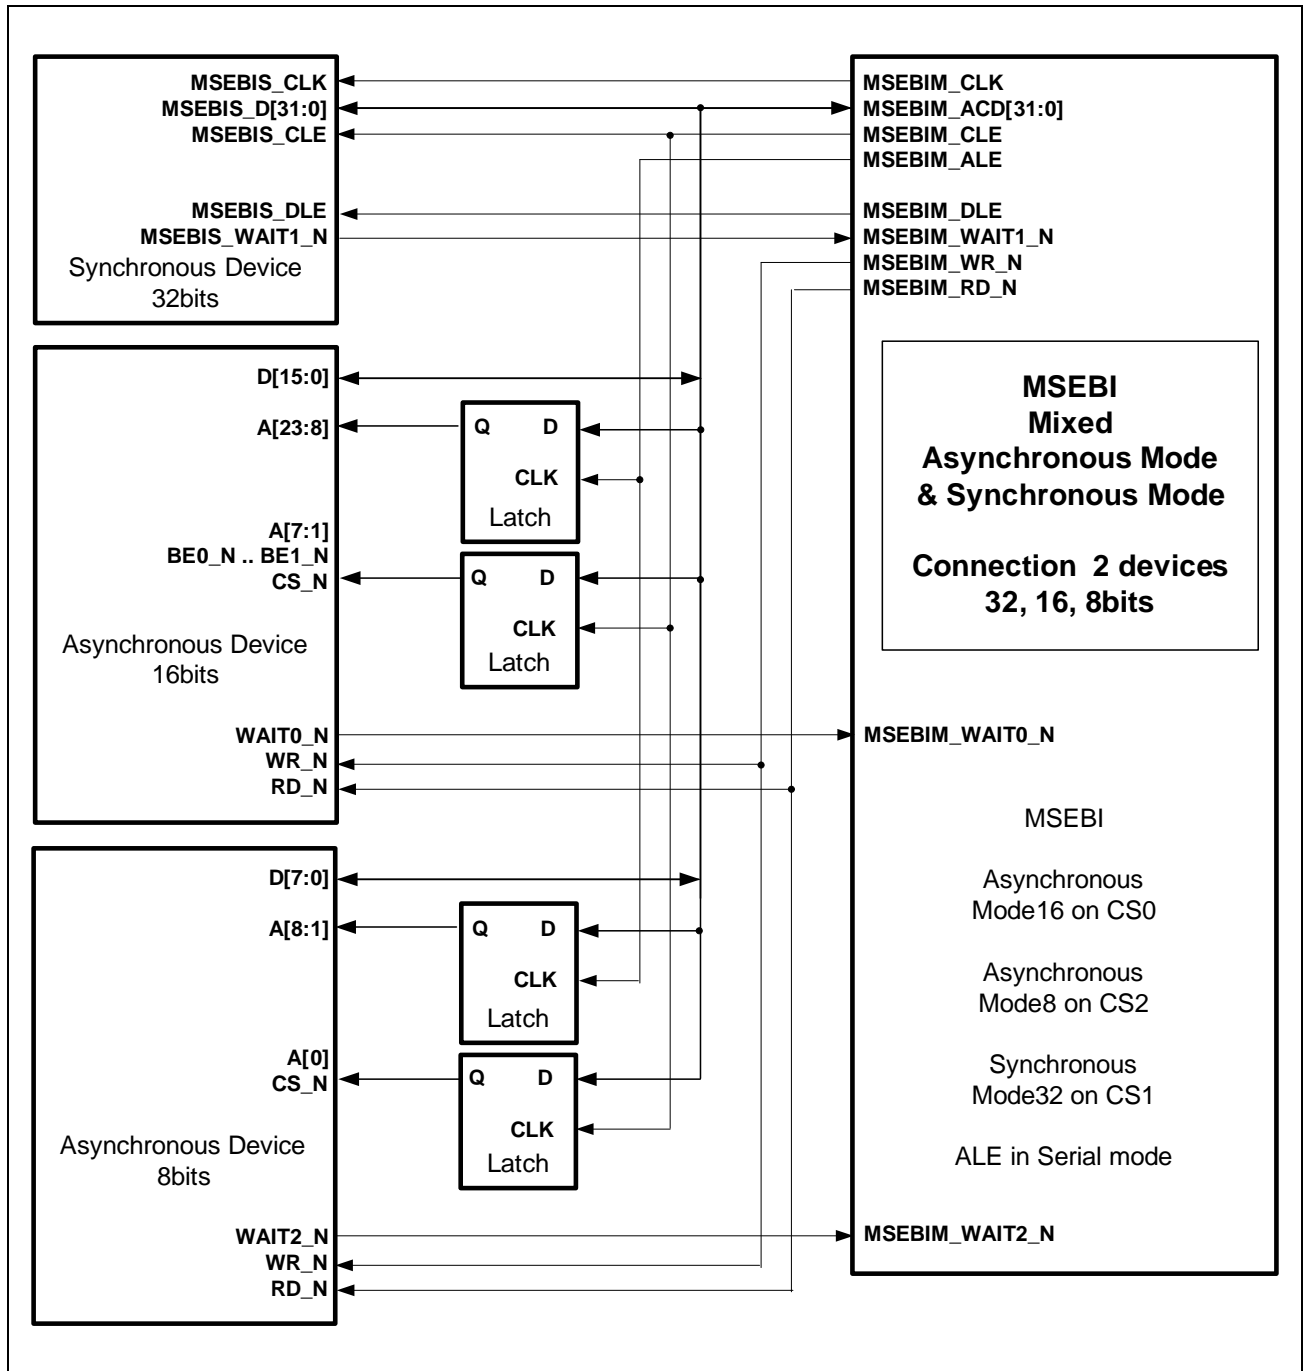 MSEBIS_CLK
MSEBIS_D[31:0]
MSEBIS_CLE
MSEBIS_DLE
MSEBIS_WAIT1_N
Synchronous Device
32bits
D[15:0]
A[23:8]
A[7:1]
BE0_N .. BE1_N
CS_N
Asynchronous Device
16bits
WAIT0_N
WR_N
RD_N
D[7:0]
A[8:1]
A[0]
CS_N
Asynchronous Device
8bits
WAIT2_N
WR_N
RD_N
Q D
CLK
Latch
Q D
CLK
Latch
Q D
CLK
Latch
Q D
CLK
Latch
MSEBIM_CLK
MSEBIM_ACD[31:0]
MSEBIM_CLE
MSEBIM_ALE
MSEBIM_DLE
MSEBIM_WAIT1_N
MSEBIM_WR_N
MSEBIM_RD_N
MSEBI
Mixed
Asynchronous Mode
& Synchronous Mode
Connection 2 devices
32, 16, 8bits
MSEBIM_WAIT0_N
MSEBI
Asynchronous
Mode16 on CS0
Asynchronous
Mode8 on CS2
Synchronous
Mode32 on CS1
ALE in Serial mode
MSEBIM_WAIT2_N